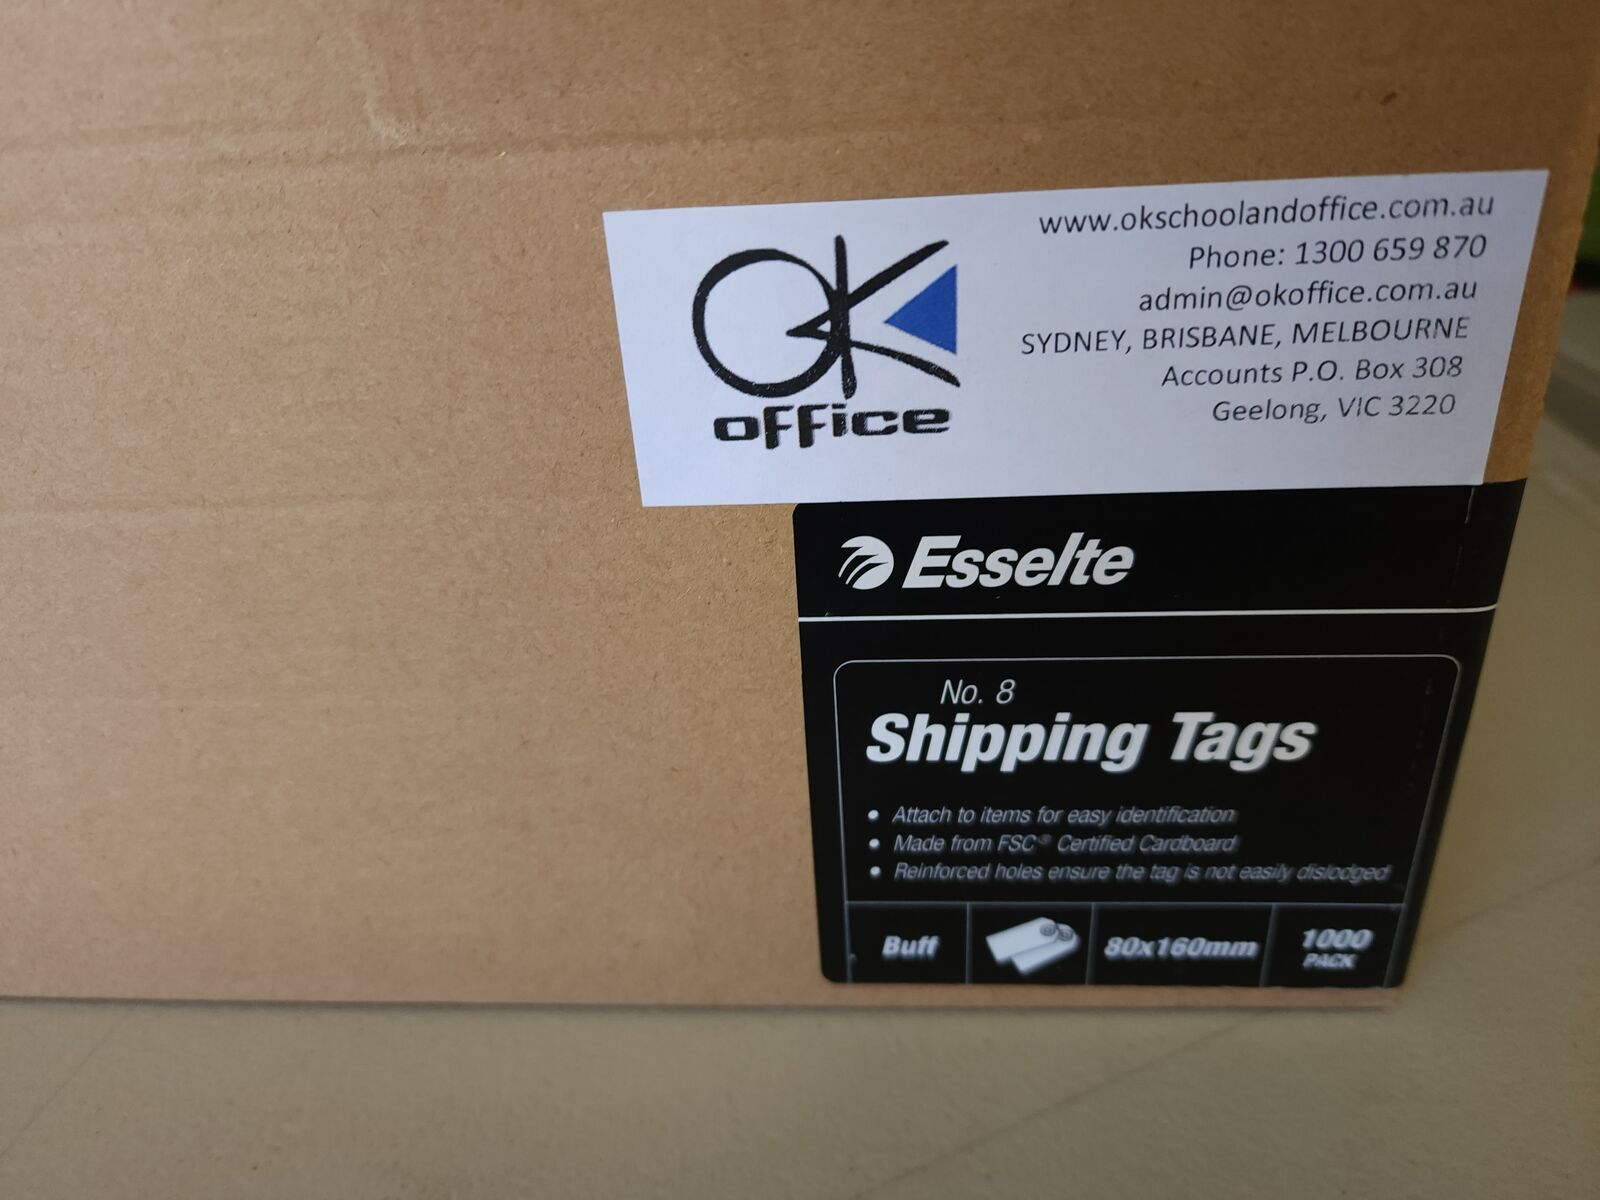 OK
office
www.okschoolandoffice.com.au
Phone: 1300 659 870
admin@okoffice.com.au
SYDNEY, BRISBANE, MELBOURNE
Accounts P.O. Box 308
Geelong, VIC 3220
Esselte
No. 8
Shipping Tags
• Attach to items for easy identification
• Made from FSC® Certified Cardboard
• Reinforced holes ensure the tag is not easily dislodged
Buff
80x160mm
1000
PACK